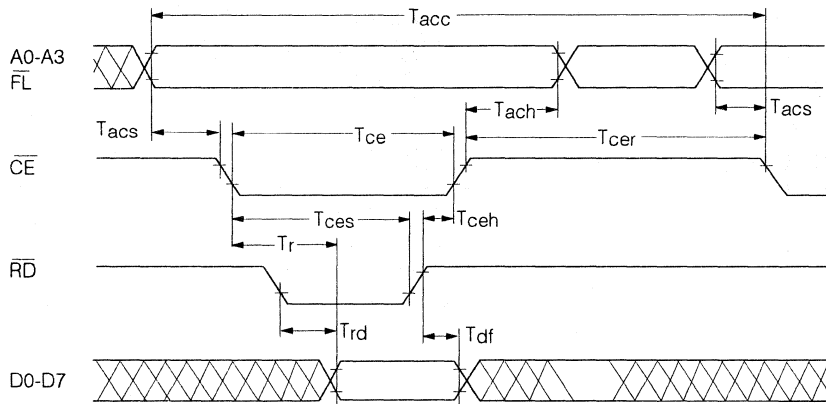 Tacc
A0-A3
FL
Tacs Tach Tacs
Tce Tcer
CE
Tces Tceh
Tr
RD
Trd Tdf
D0-D7